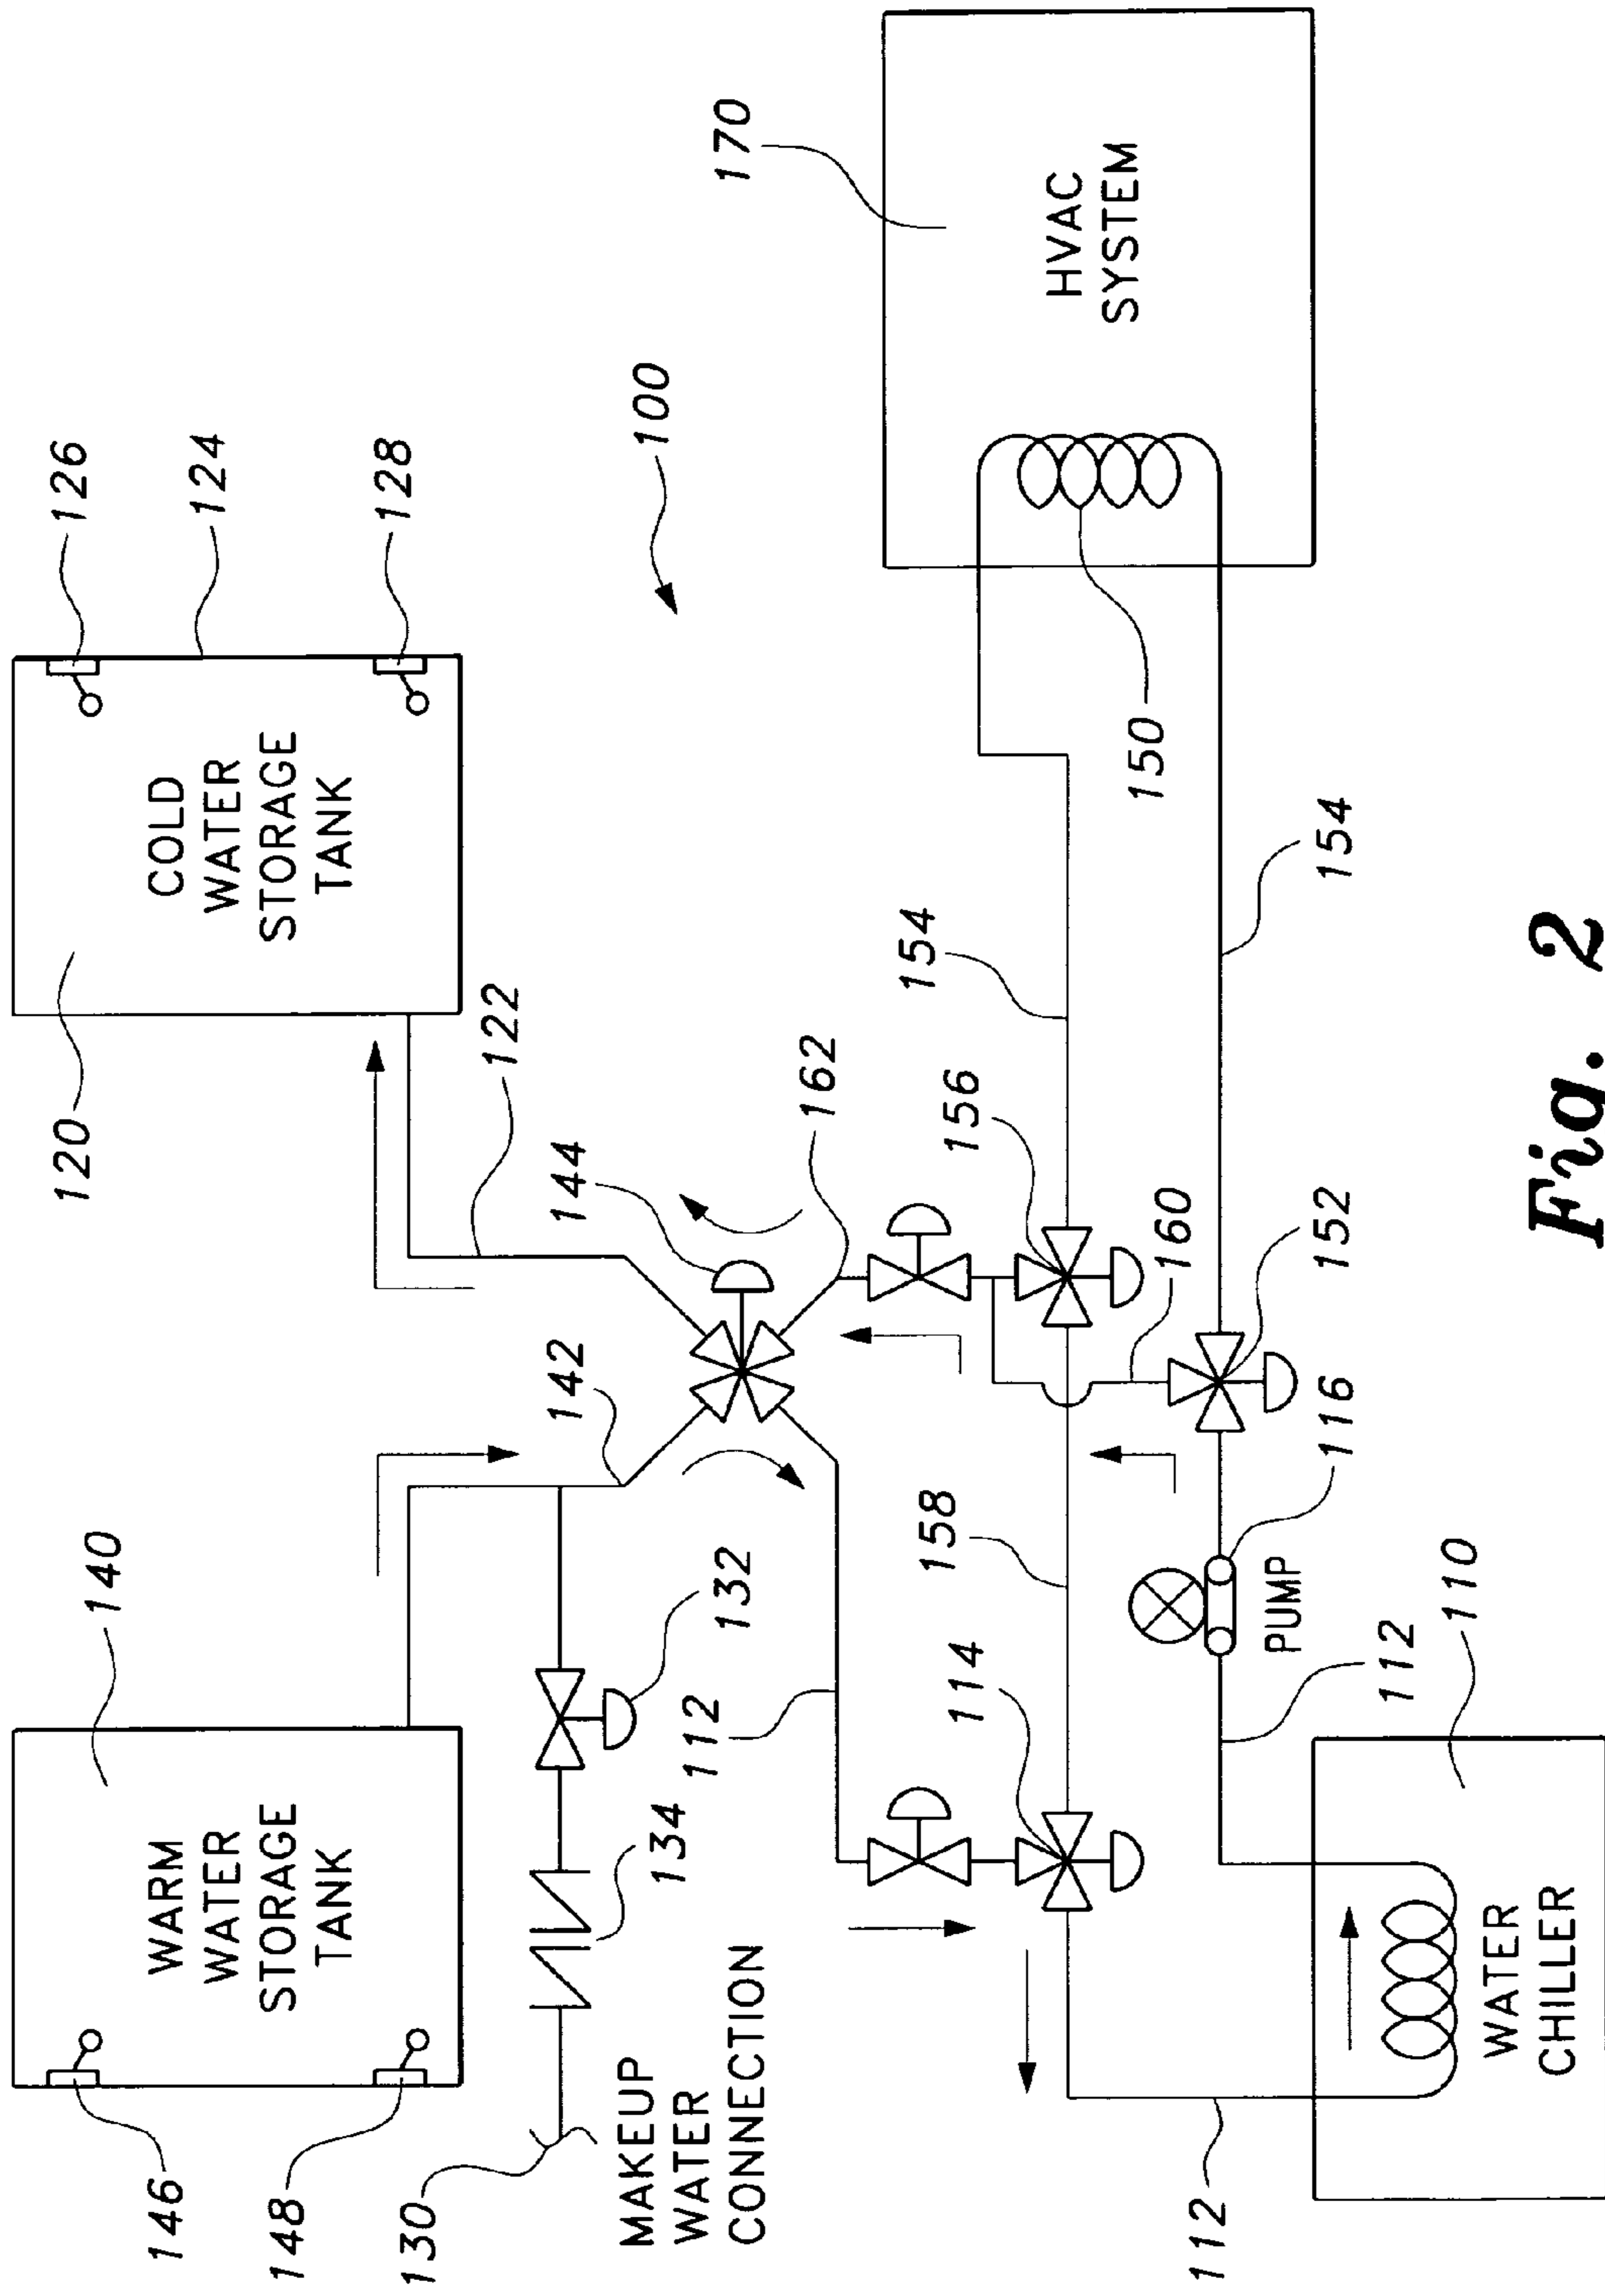 146
148
140
WARM
WATER
STORAGE
TANK
130
MAKEUP
WATER
CONNECTION
134
132
142
112
120
COLD
WATER
STORAGE
TANK
126
124
128
122
144
100
162
170
114
158
156
154
HVAC
SYSTEM
150
160
112
WATER
CHILLER
110
112
PUMP
116
152
154
Fig. 2